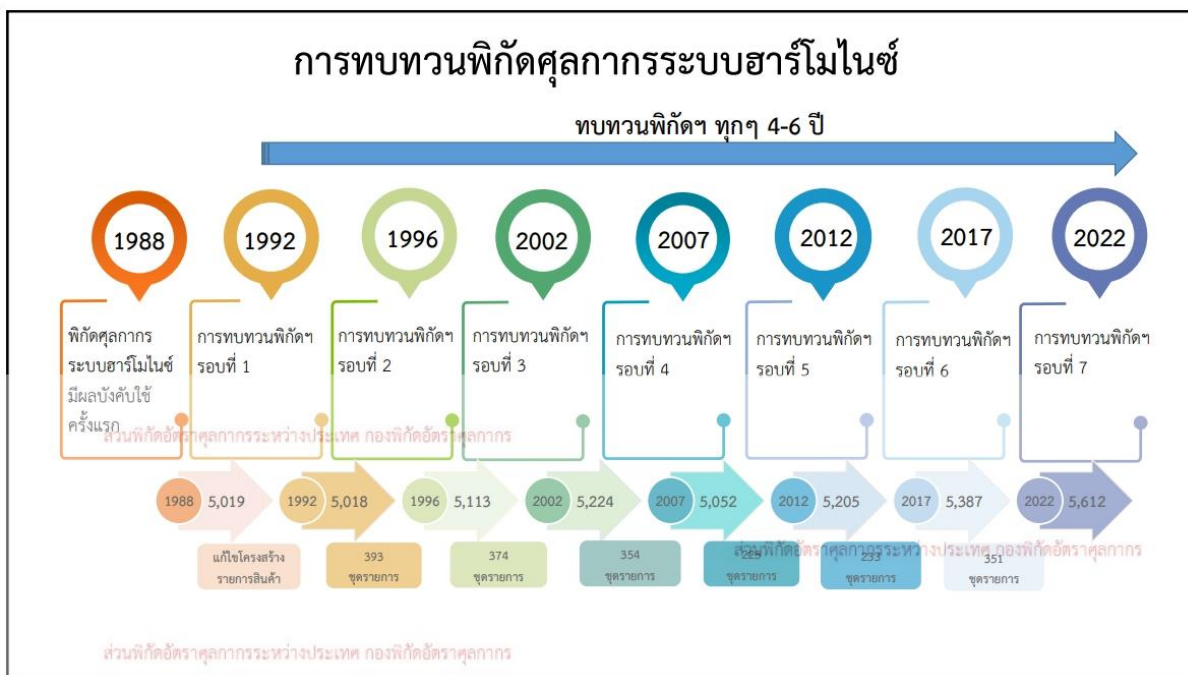 การทบทวนพิกัดศุลกากรระบบฮาร์โมไนซ์
ทบทวนพิกัดฯ ทุกๆ 4-6 ปี
1988
1992
1996
2002
2007
2012
2017
2022
พิกัดศุลกากร
ระบบฮาร์โมไนซ์
มีผลบังคับใช้
ครั้งแรก
การทบทวนพิกัดฯ
รอบที่ 1
การทบทวนพิกัดฯ
รอบที่ 2
การทบทวนพิกัดฯ
รอบที่ 3
การทบทวนพิกัดฯ
รอบที่ 4
การทบทวนพิกัดฯ
รอบที่ 5
การทบทวนพิกัดฯ
รอบที่ 6
การทบทวนพิกัดฯ
รอบที่ 7
ส่วนพิกัดอัตราศุลกากรระหว่างประเทศ กองพิกัดอัตราศุลกากร
1988 5,019
1992 5,018
1996 5,113
2002 5,224
2007 5,052
2012 5,205
2017 5,387
2022 5,612
แก้ไขโครงสร้าง
รายการสินค้า
393
ชุดรายการ
374
ชุดรายการ
354
ชุดรายการ
ชุดรายการ
233
ชุดรายการ
351
ชุดรายการ
ส่วนพิกัดอัตราศุลกากรระหว่างประเทศ กองพิกัดอัตราศุลกากร
ส่วนพิกัดอัตราศุลกากรระหว่างประเทศ กองพิกัดอัตราศุลกากร